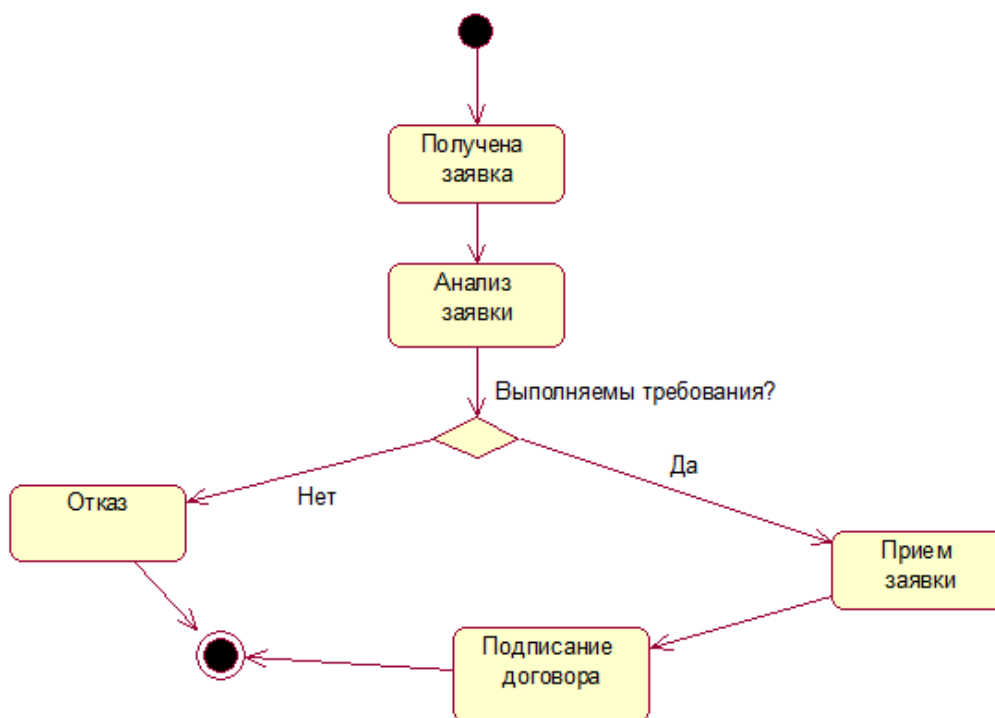 Получена
заявка
Анализ
заявки
Выполняемы требования?
Да
Нет
Отказ
Прием
заявки
Подписание
договора